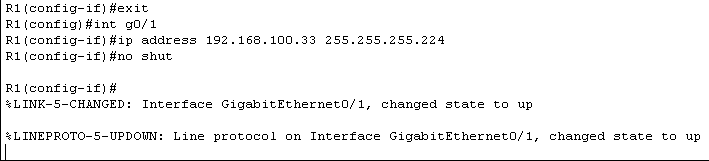 R1(config-if)#exit
R1(config)#int g0/1
R1(config-if)#ip address 192.168.100.33 255.255.255.224
R1(config-if)#no shut
R1(config-if)#
%LINK-5-CHANGED: Interface GigabitEthernet0/1, changed state to up
%LINEPROTO-5-UPDOWN: Line protocol on Interface GigabitEthernet0/1, changed state to up